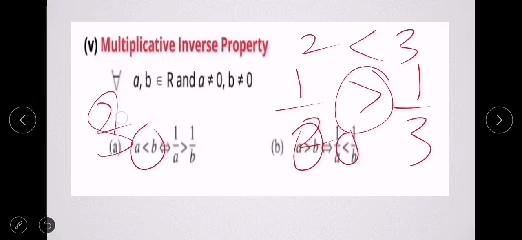 (v) Multiplicative Inverse Property
∀ a, b ∈ R and a ≠ 0, b ≠ 0
(a) a < b ⇔ 1/a > 1/b
(b) a > b ⇔ 1/a < 1/b
2 < 3
1/2 > 1/3